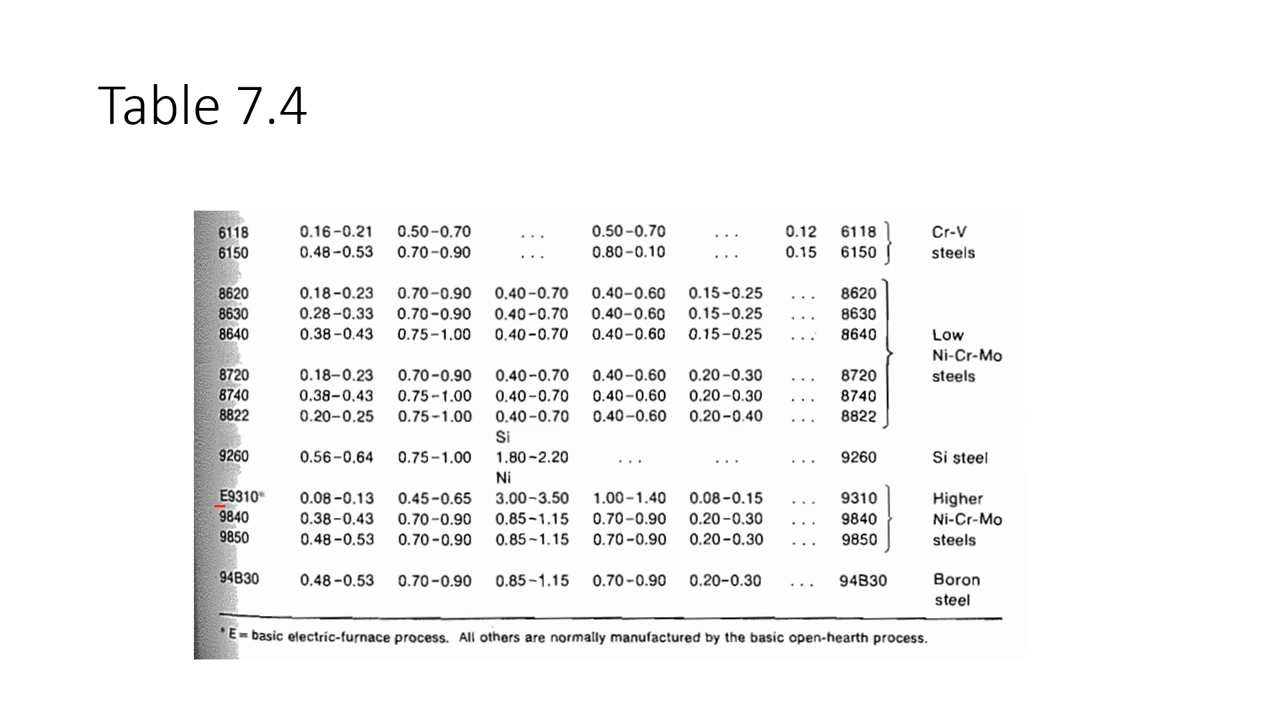 Table 7.4
6118 0.16–0.21 0.50–0.70 ... 0.50–0.70 ... 0.12 6118 Cr-V
6150 0.48–0.53 0.70–0.90 ... 0.80–0.10 ... 0.15 6150 steels
8620 0.18–0.23 0.70–0.90 0.40–0.70 0.40–0.60 0.15–0.25 ... 8620
8630 0.28–0.33 0.70–0.90 0.40–0.70 0.40–0.60 0.15–0.25 ... 8630
8640 0.38–0.43 0.75–1.00 0.40–0.70 0.40–0.60 0.15–0.25 ... 8640 Low
Ni-Cr-Mo
8720 0.18–0.23 0.70–0.90 0.40–0.70 0.40–0.60 0.20–0.30 ... 8720 steels
8740 0.38–0.43 0.75–1.00 0.40–0.70 0.40–0.60 0.20–0.30 ... 8740
8822 0.20–0.25 0.75–1.00 0.40–0.70 0.40–0.60 0.20–0.40 ... 8822
Si
9260 0.56–0.64 0.75–1.00 1.80–2.20 ... ... ... 9260 Si steel
Ni
E9310* 0.08–0.13 0.45–0.65 3.00–3.50 1.00–1.40 0.08–0.15 ... 9310 Higher
9840 0.38–0.43 0.70–0.90 0.85–1.15 0.70–0.90 0.20–0.30 ... 9840 Ni-Cr-Mo
9850 0.48–0.53 0.70–0.90 0.85–1.15 0.70–0.90 0.20–0.30 ... 9850 steels
94B30 0.48–0.53 0.70–0.90 0.85–1.15 0.70–0.90 0.20–0.30 ... 94B30 Boron
steel
* E = basic electric-furnace process. All others are normally manufactured by the basic open-hearth process.